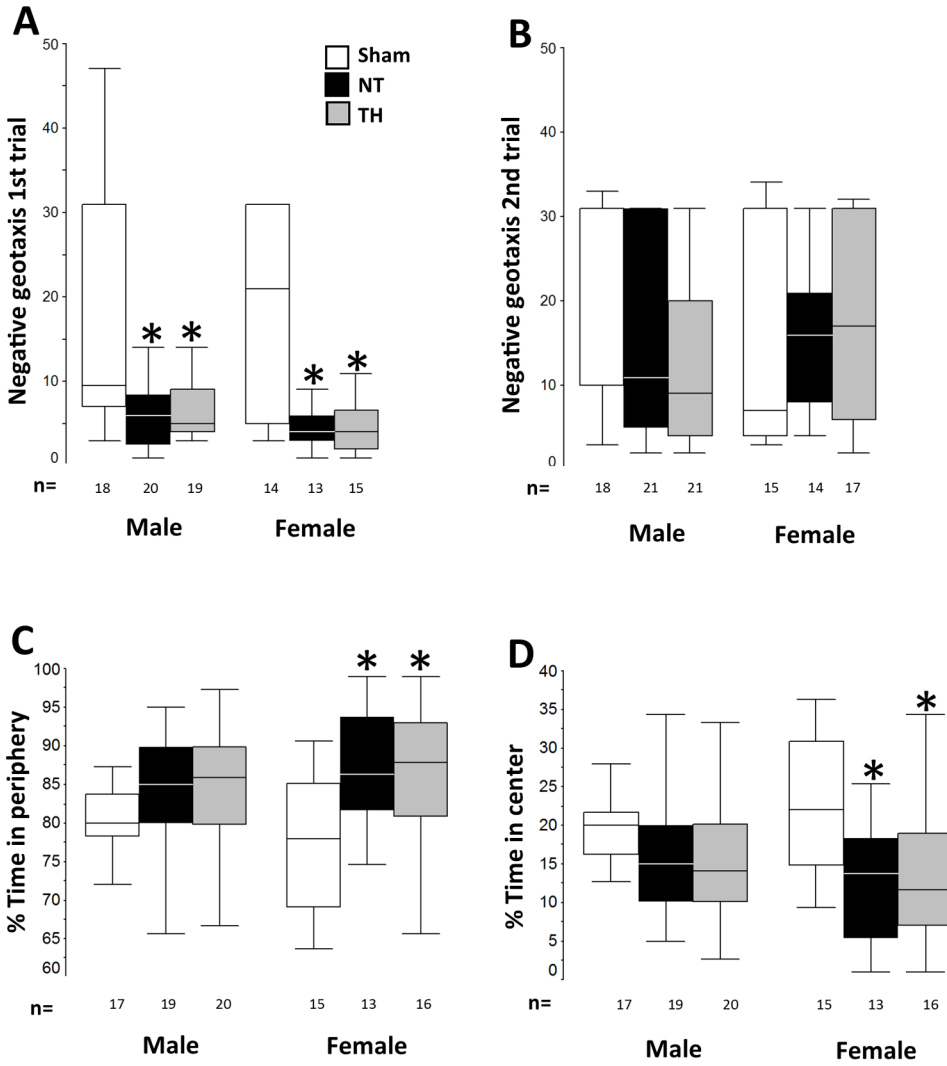 A
Negative geotaxis 1st trial
50
40
30
20
10
0
Sham
NT
TH
*
*
*
*
n=
18
20
19
14
13
15
Male
Female
B
Negative geotaxis 2nd trial
50
40
30
20
10
0
n=
18
21
21
15
14
17
Male
Female
C
% Time in periphery
100
95
90
85
80
75
70
65
60
*
*
n=
17
19
20
15
13
16
Male
Female
D
% Time in center
40
35
30
25
20
15
10
5
0
*
*
n=
17
19
20
15
13
16
Male
Female